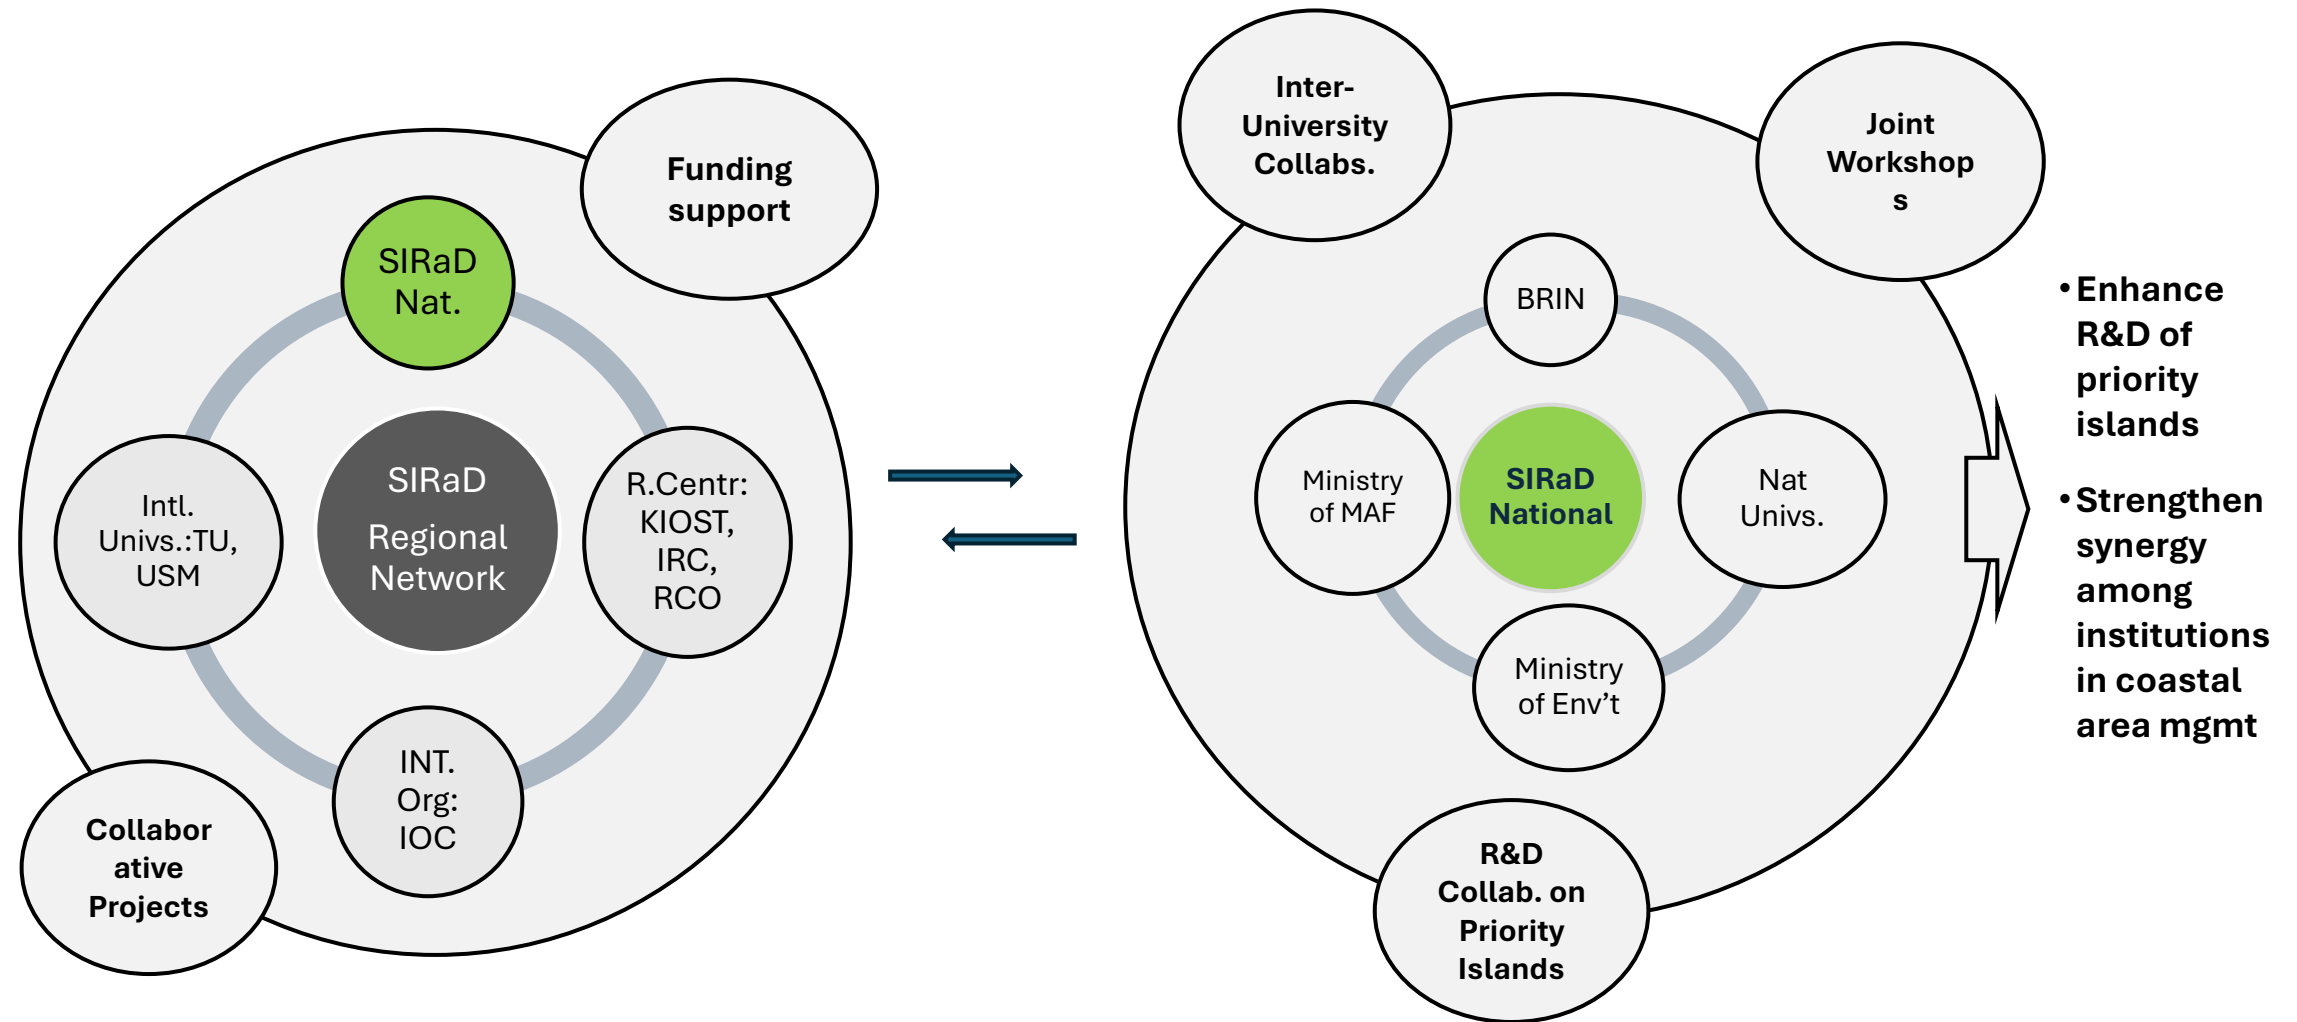 Funding
support
SIRaD
Nat.
SIRaD
Regional
Network
R.Centr:
KIOST,
IRC,
RCO
Intl.
Univs.:TU,
USM
INT.
Org:
IOC
Collabor
ative
Projects
Inter-
University
Collabs.
Joint
Workshop
s
BRIN
Ministry
of MAF
SIRaD
National
Nat
Univs.
Ministry
of Env’t
R&D
Collab. on
Priority
Islands
•Enhance
R&D of
priority
islands
•Strengthen
synergy
among
institutions
in coastal
area mgmt